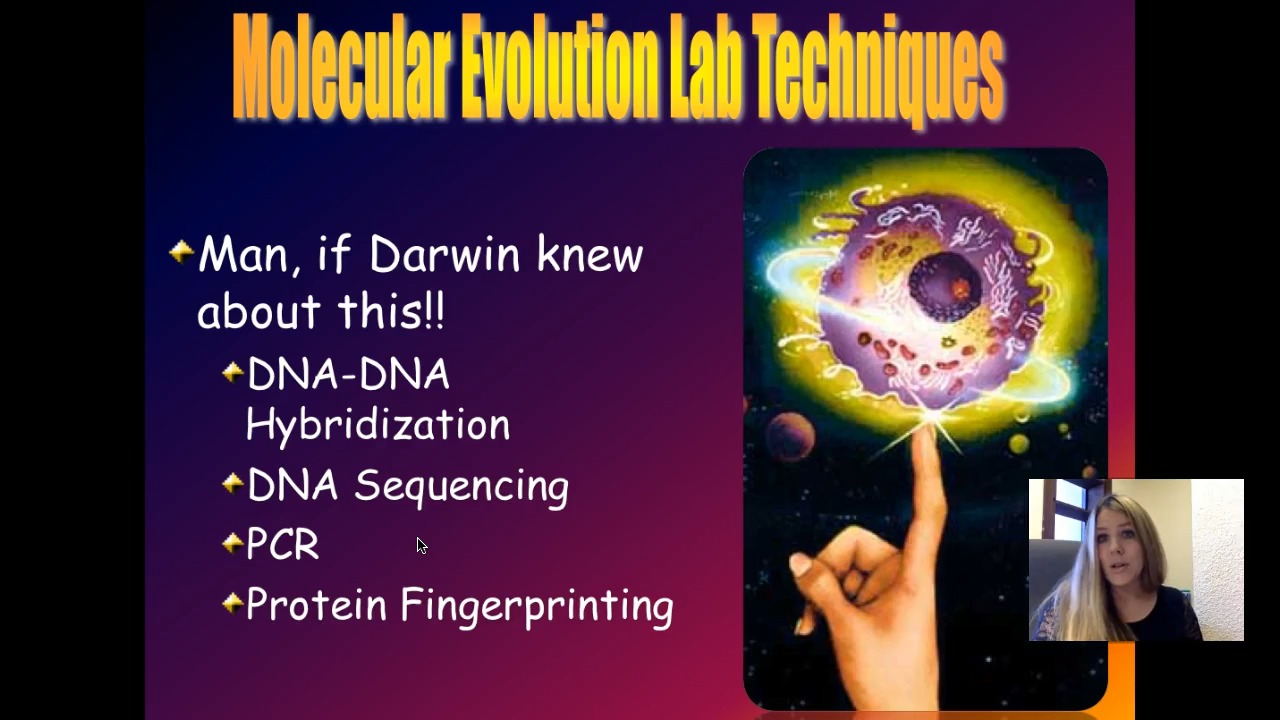 Molecular Evolution Lab Techniques
Man, if Darwin knew
about this!!
DNA-DNA
Hybridization
DNA Sequencing
PCR
Protein Fingerprinting